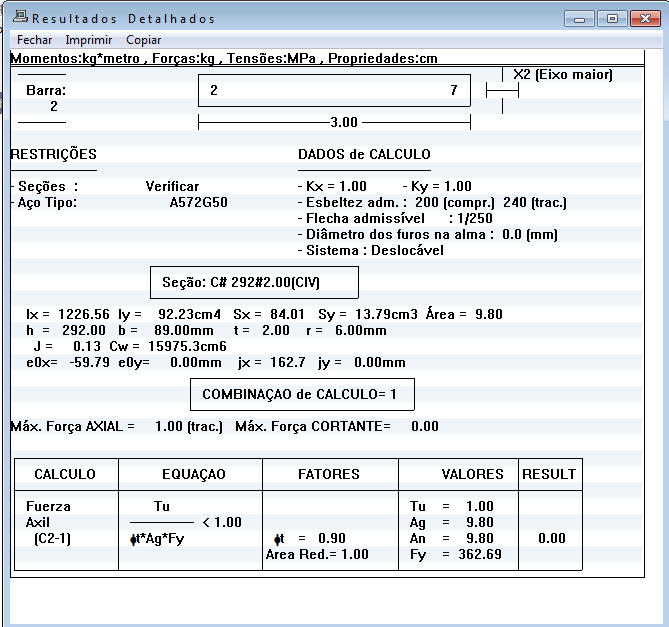 Resultados Detalhados
Fechar Imprimir Copiar
Momentos:kg*metro , Forças:kg , Tensões:MPa , Propriedades:cm
Barra: 2 7 X2 (Eixo maior)
2
3.00
RESTRIÇÕES DADOS de CALCULO
- Seções : Verificar - Kx = 1.00 - Ky = 1.00
- Aço Tipo: A572G50 - Esbeltez adm. : 200 (compr.) 240 (trac.)
- Flecha admissível : 1/250
- Diâmetro dos furos na alma : 0.0 (mm)
- Sistema : Deslocável
Seção: C# 292#2.00(CIV)
Ix = 1226.56 Iy = 92.23cm4 Sx = 84.01 Sy = 13.79cm3 Área = 9.80
h = 292.00 b = 89.00mm t = 2.00 r = 6.00mm
J = 0.13 Cw = 15975.3cm6
e0x= -59.79 e0y= 0.00mm jx = 162.7 jy = 0.00mm
COMBINAÇAO de CALCULO= 1
Máx. Força AXIAL = 1.00 (trac.) Máx. Força CORTANTE= 0.00
CALCULO EQUAÇAO FATORES VALORES RESULT
Fuerza Tu Tu = 1.00
Axil < 1.00 Ag = 9.80
(C2-1) ϕt*Ag*Fy ϕt = 0.90 An = 9.80 0.00
Area Red.= 1.00 Fy = 362.69